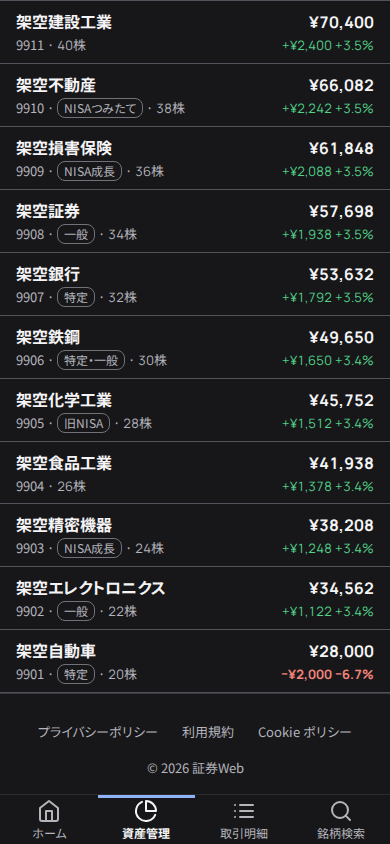 架空建設工業 ¥70,400
9911 · 40株 +¥2,400 +3.5%
架空不動産 ¥66,082
9910 · NISAつみたて · 38株 +¥2,242 +3.5%
架空損害保険 ¥61,848
9909 · NISA成長 · 36株 +¥2,088 +3.5%
架空証券 ¥57,698
9908 · 一般 · 34株 +¥1,938 +3.5%
架空銀行 ¥53,632
9907 · 特定 · 32株 +¥1,792 +3.5%
架空鉄鋼 ¥49,650
9906 · 特定・一般 · 30株 +¥1,650 +3.4%
架空化学工業 ¥45,752
9905 · 旧NISA · 28株 +¥1,512 +3.4%
架空食品工業 ¥41,938
9904 · 26株 +¥1,378 +3.4%
架空精密機器 ¥38,208
9903 · NISA成長 · 24株 +¥1,248 +3.4%
架空エレクトロニクス ¥34,562
9902 · 一般 · 22株 +¥1,122 +3.4%
架空自動車 ¥28,000
9901 · 特定 · 20株 -¥2,000 -6.7%
プライバシーポリシー 利用規約 Cookie ポリシー
© 2026 証券Web
ホーム 資産管理 取引明細 銘柄検索